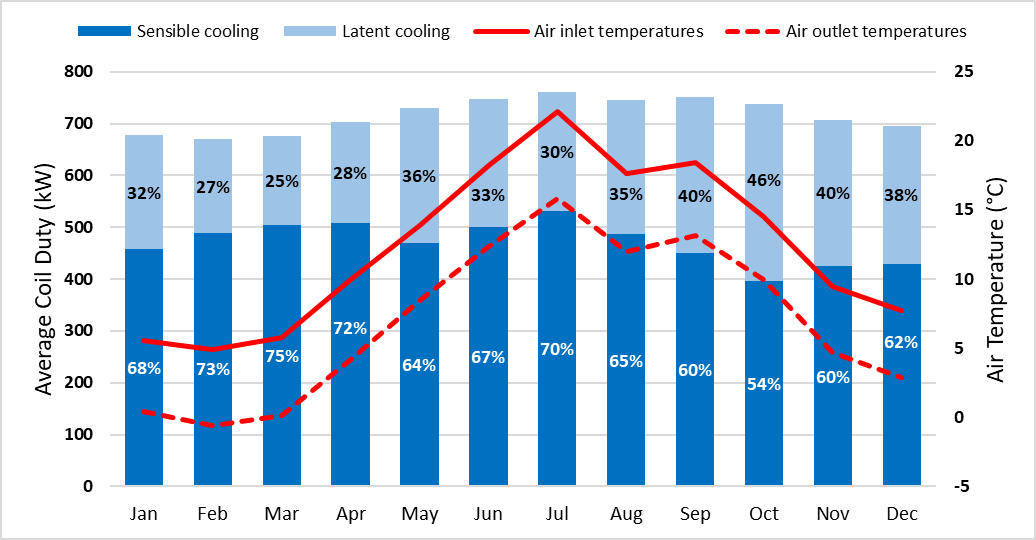 Sensible cooling Latent cooling Air inlet temperatures Air outlet temperatures
800 25
700 20
600 15
500
400 10
300 5
200
100 0
0 -5
Average Coil Duty (kW)
Air Temperature (°C)
32% 27% 25% 28% 36% 33% 30% 35% 40% 46% 40% 38%
68% 73% 75% 72% 64% 67% 70% 65% 60% 54% 60% 62%
Jan Feb Mar Apr May Jun Jul Aug Sep Oct Nov Dec